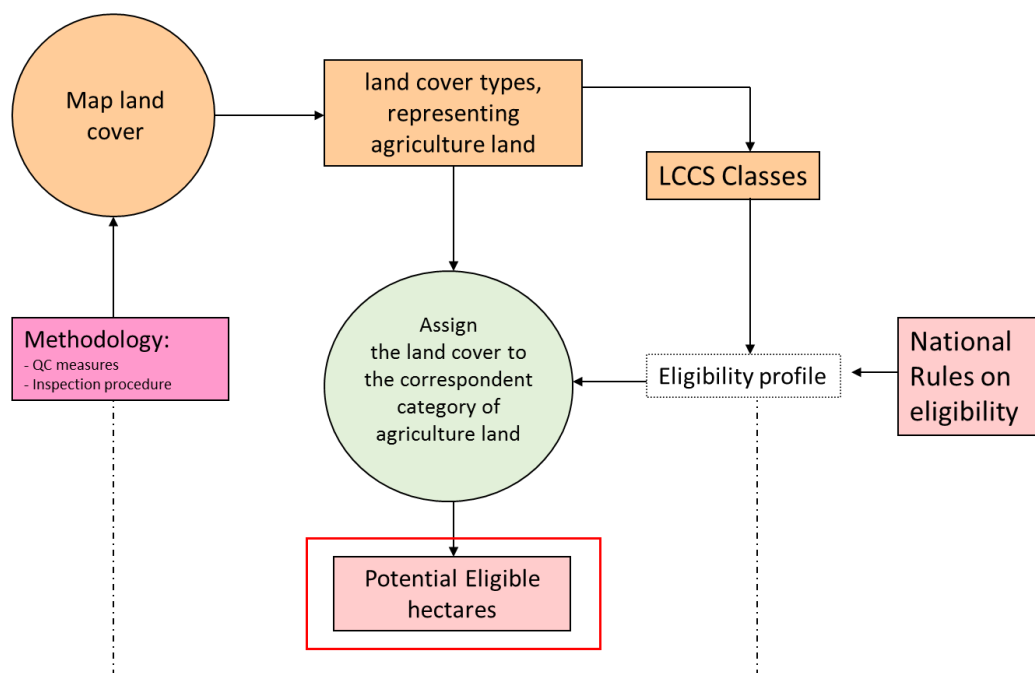 Map land
cover
land cover types,
representing
agriculture land
LCCS Classes
Methodology:
- QC measures
- Inspection procedure
Assign
the land cover to
the correspondent
category of
agriculture land
Eligibility profile
National
Rules on
eligibility
Potential Eligible
hectares